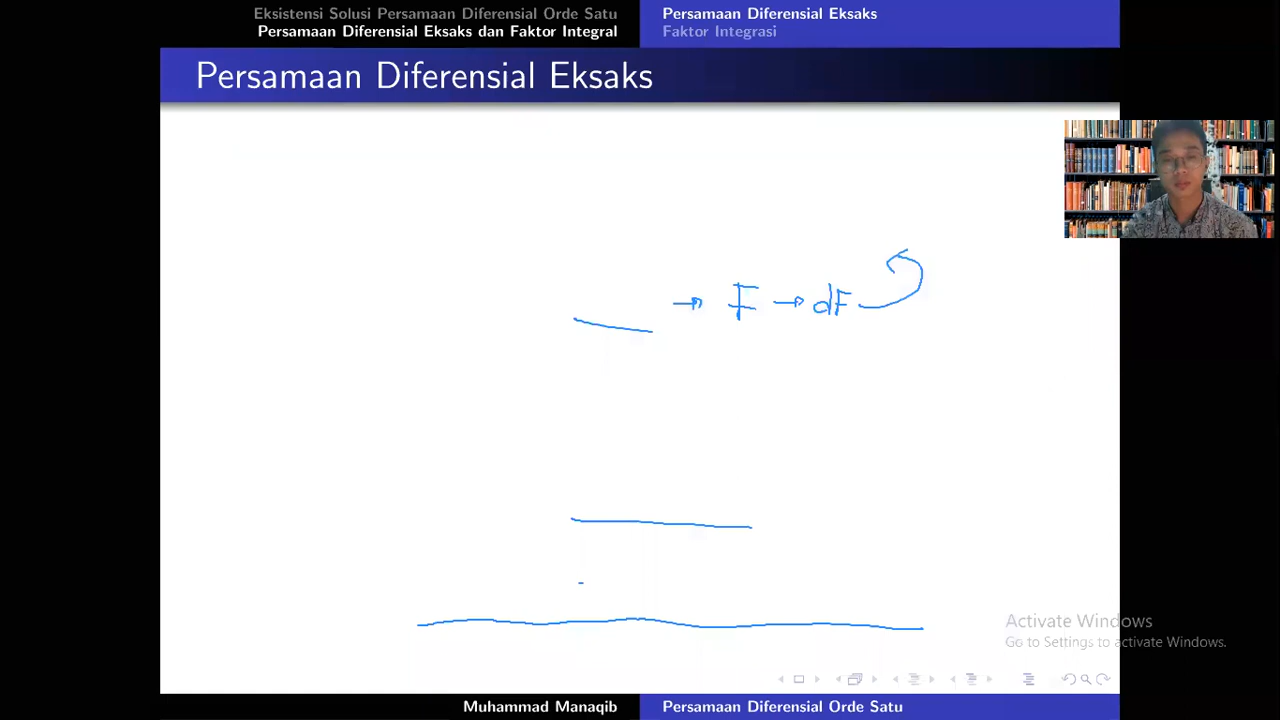 Eksistensi Solusi Persamaan Diferensial Orde Satu
Persamaan Diferensial Eksaks dan Faktor Integral
Persamaan Diferensial Eksaks
Faktor Integrasi
Persamaan Diferensial Eksaks
→ F → dF
Activate Windows
Go to Settings to activate Windows.
Muhammad Manaqib
Persamaan Diferensial Orde Satu